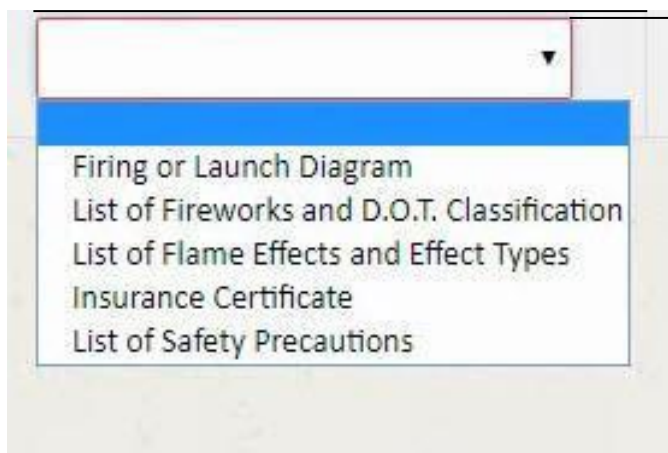 Firing or Launch Diagram
List of Fireworks and D.O.T. Classification
List of Flame Effects and Effect Types
Insurance Certificate
List of Safety Precautions